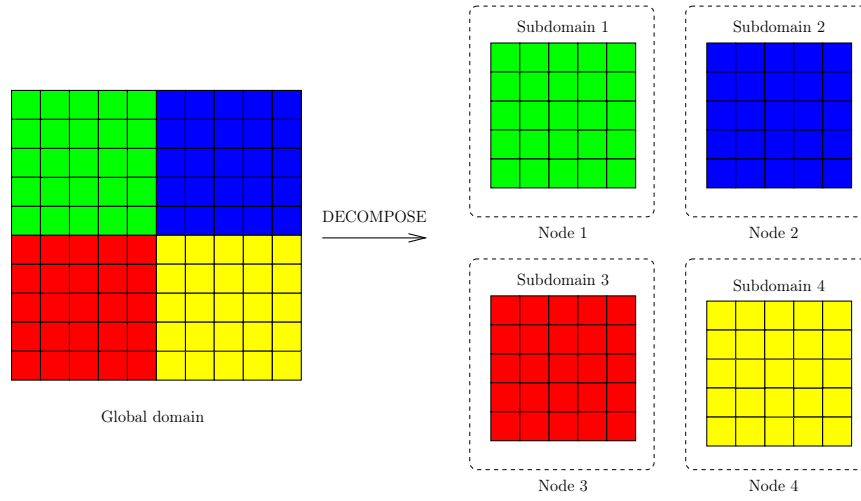 Subdomain 1
Subdomain 2
DECOMPOSE
Node 1
Node 2
Subdomain 3
Subdomain 4
Global domain
Node 3
Node 4